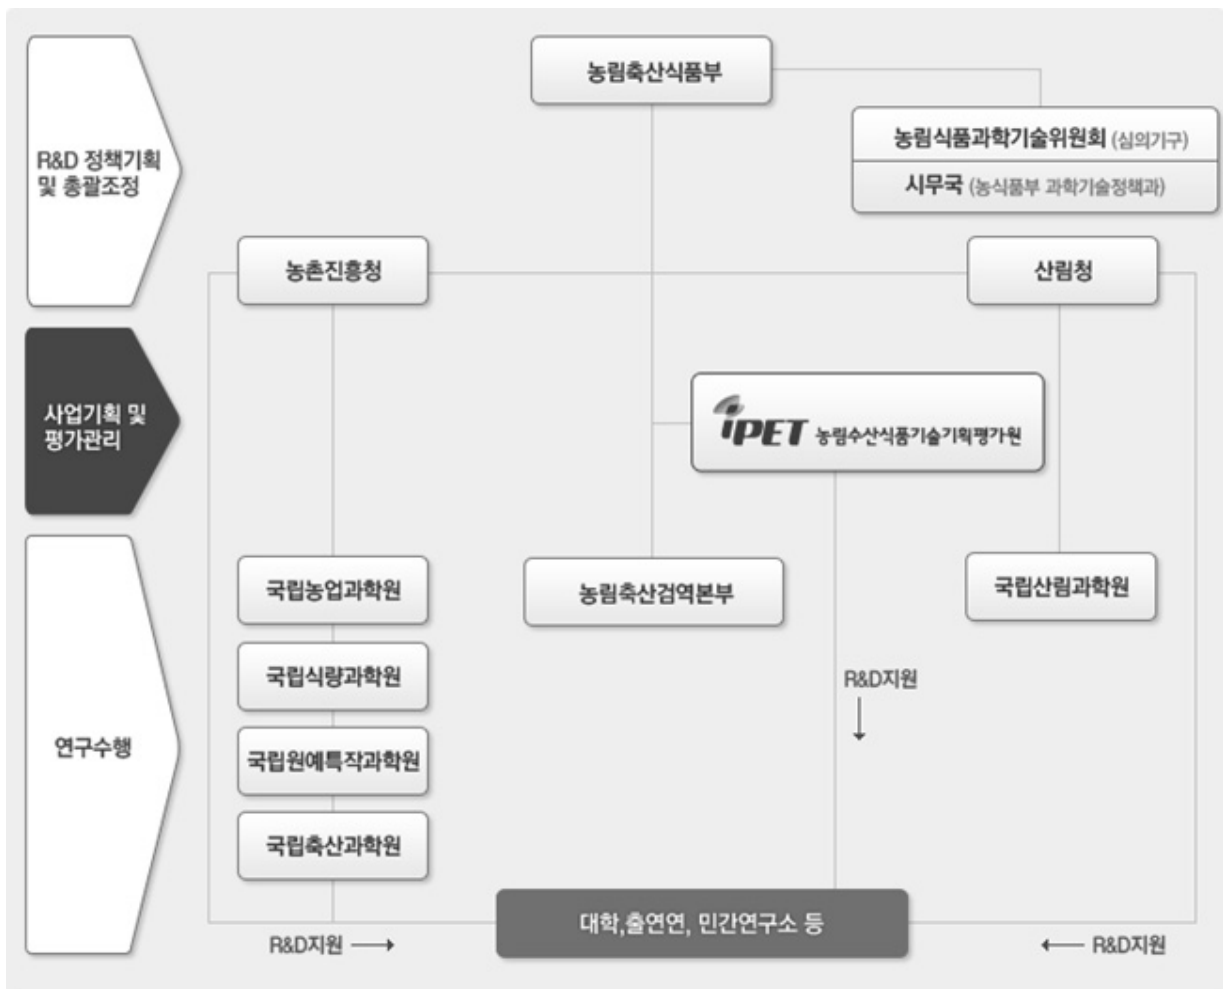 농림축산식품부
R&D 정책기획
및 총괄조정
농림식품과학기술위원회 (심의기구)
시무국 (농식품부 과학기술정책과)
농촌진흥청
산림청
사업기획 및
평가관리
iPET 농림수산식품기술기획평가원
연구수행
국립농업과학원
농림축산검역본부
국립산림과학원
국립식량과학원
R&D지원
국립원예특작과학원
국립축산과학원
대학,출연연, 민간연구소 등
R&D지원
R&D지원